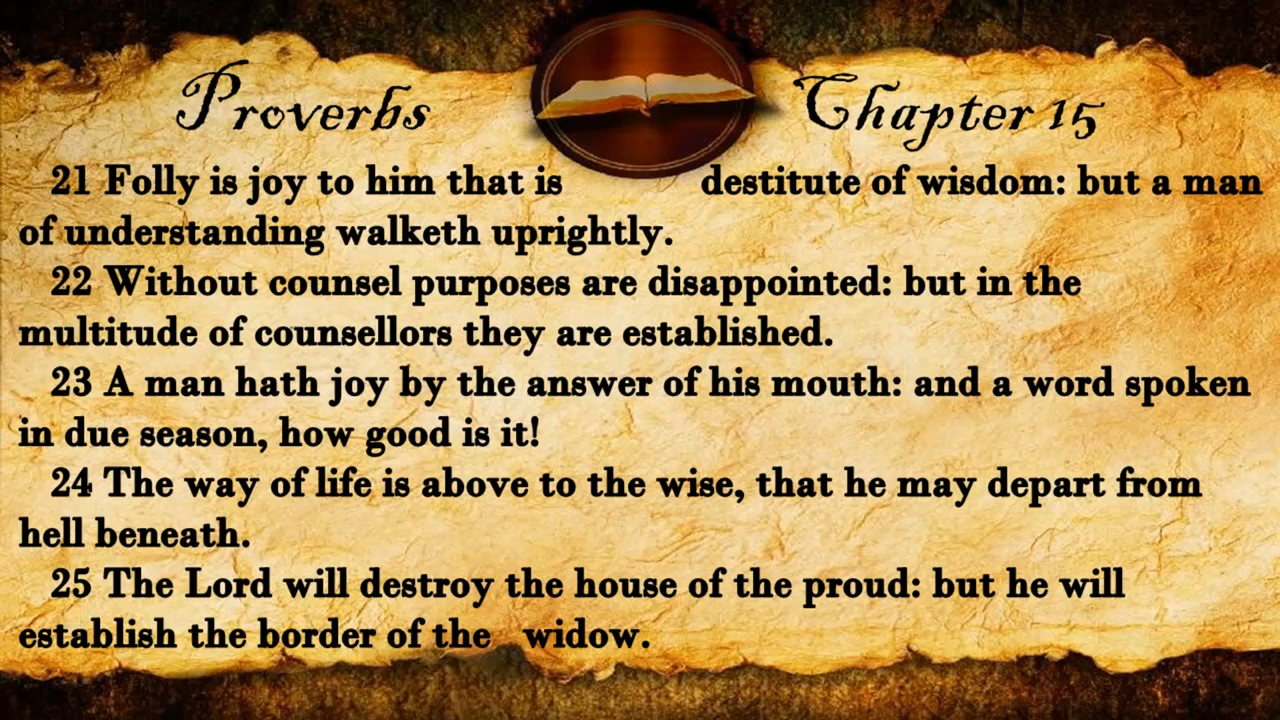 Proverbs Chapter 15
21 Folly is joy to him that is destitute of wisdom: but a man
of understanding walketh uprightly.
22 Without counsel purposes are disappointed: but in the
multitude of counsellors they are established.
23 A man hath joy by the answer of his mouth: and a word spoken
in due season, how good is it!
24 The way of life is above to the wise, that he may depart from
hell beneath.
25 The Lord will destroy the house of the proud: but he will
establish the border of the widow.